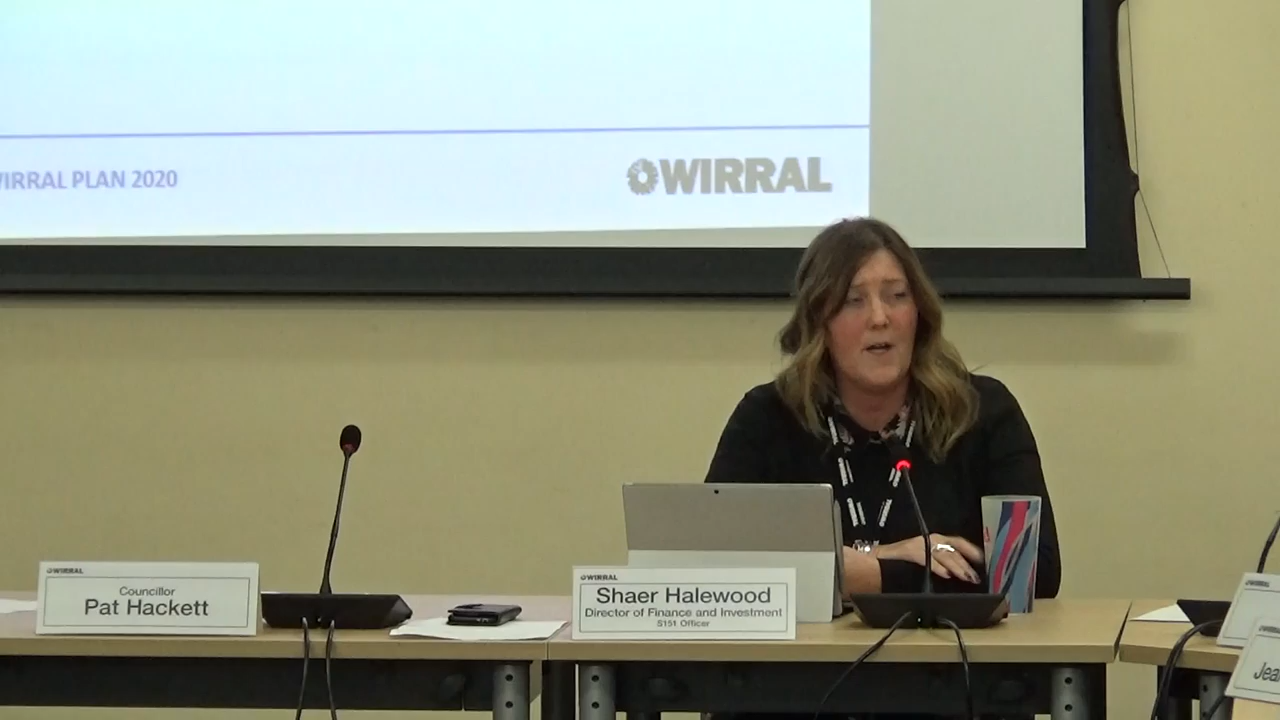 WIRRAL PLAN 2020
WIRRAL
WIRRAL
Councillor
Pat Hackett
WIRRAL
Shaer Halewood
Director of Finance and Investment
S151 Officer
WIRRAL